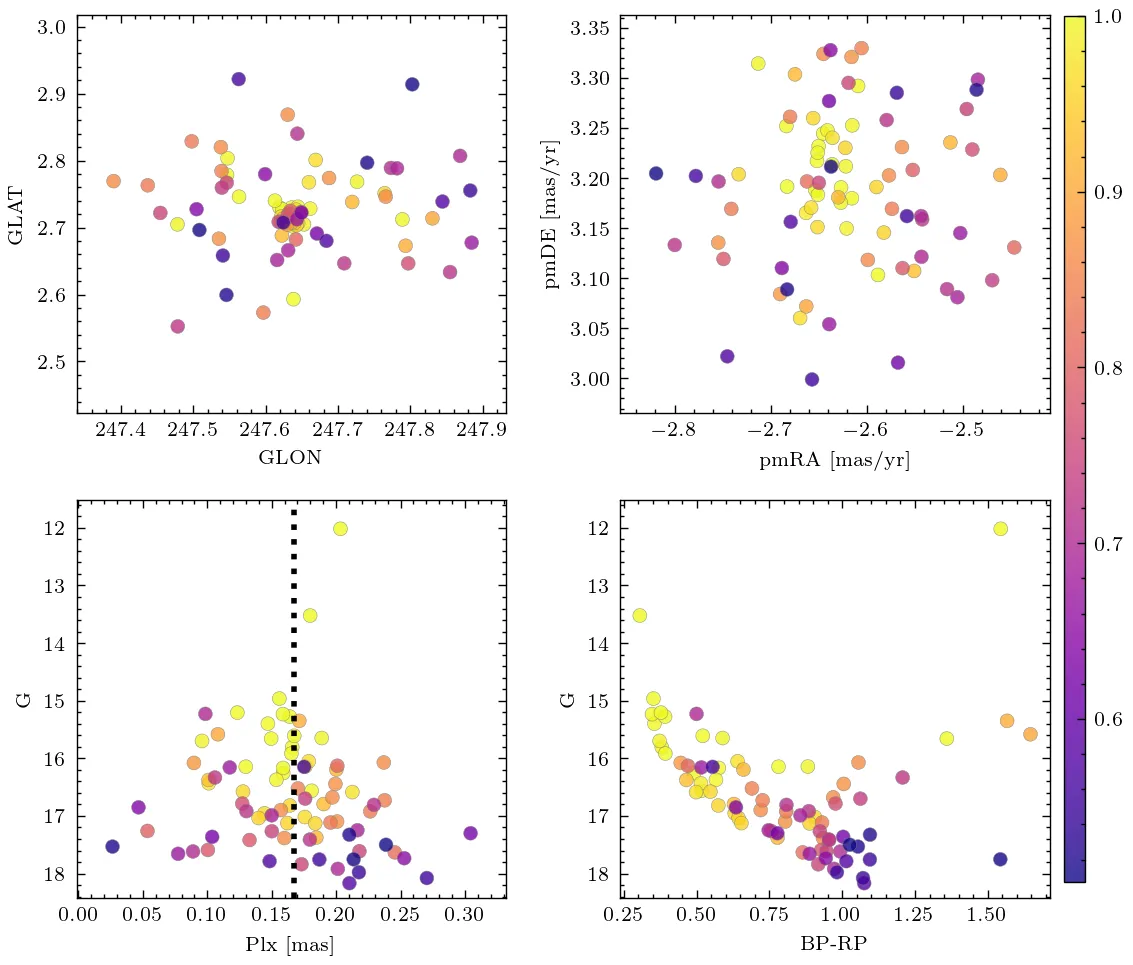 3.0
2.9
2.8
2.7
2.6
2.5
GLAT
247.4 247.5 247.6 247.7 247.8 247.9
GLON
3.35
3.30
3.25
3.20
3.15
3.10
3.05
3.00
pmDE [mas/yr]
−2.8 −2.7 −2.6 −2.5
pmRA [mas/yr]
1.0
0.9
0.8
0.7
0.6
12
13
14
15
16
17
18
G
0.00 0.05 0.10 0.15 0.20 0.25 0.30
Plx [mas]
12
13
14
15
16
17
18
G
0.25 0.50 0.75 1.00 1.25 1.50
BP-RP